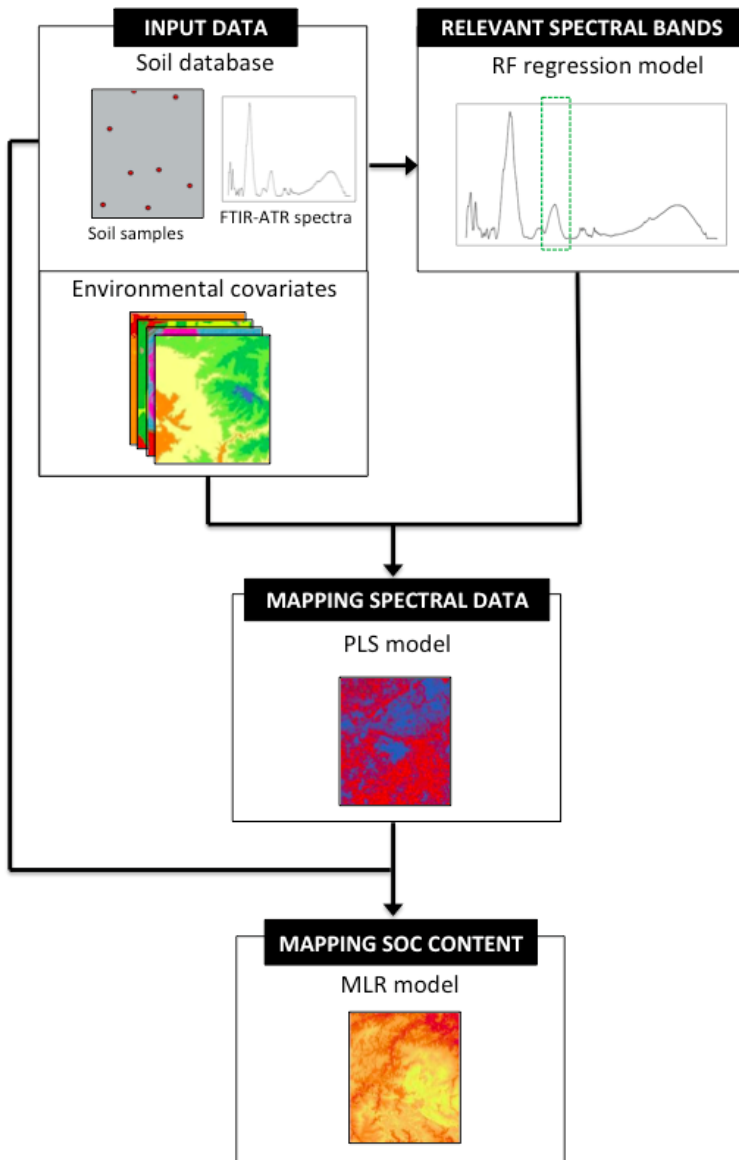 INPUT DATA
Soil database
Soil samples
FTIR-ATR spectra
Environmental covariates
RELEVANT SPECTRAL BANDS
RF regression model
MAPPING SPECTRAL DATA
PLS model
MAPPING SOC CONTENT
MLR model